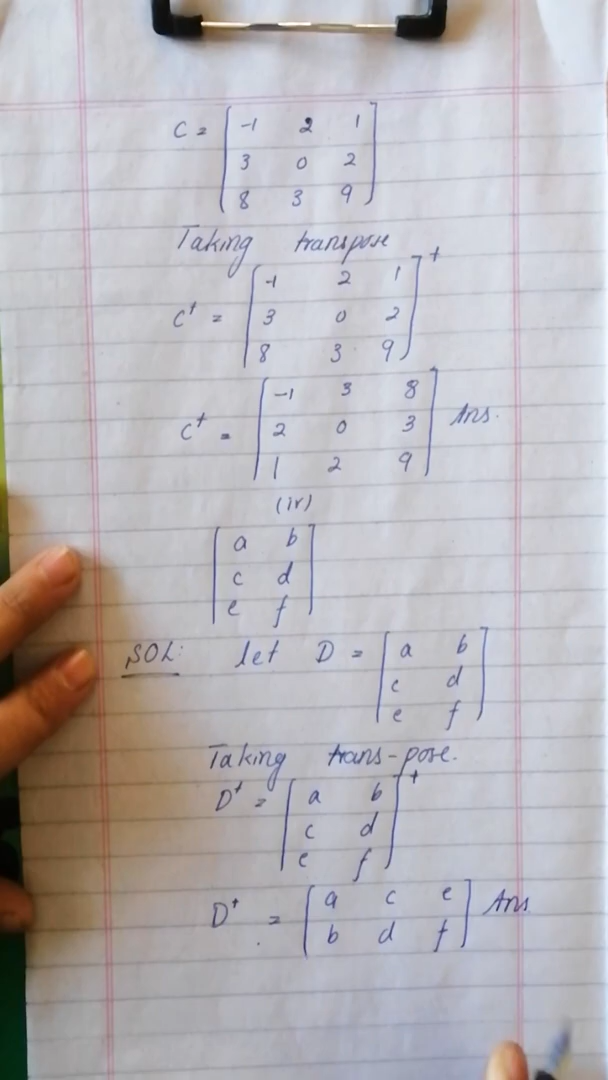 C = [ -1 2 1
3 0 2
8 3 9 ]
Taking transpose
C^t = [ -1 2 1
3 0 2
8 3 9 ]^t
C^t = [ -1 3 8
2 0 3
1 2 9 ] Ans.
(iv)
[ a b
c d
e f ]
SOL: let D = [ a b
c d
e f ]
Taking trans-pose.
D^t = [ a b
c d
e f ]^t
D^t = [ a c e
b d f ] Ans